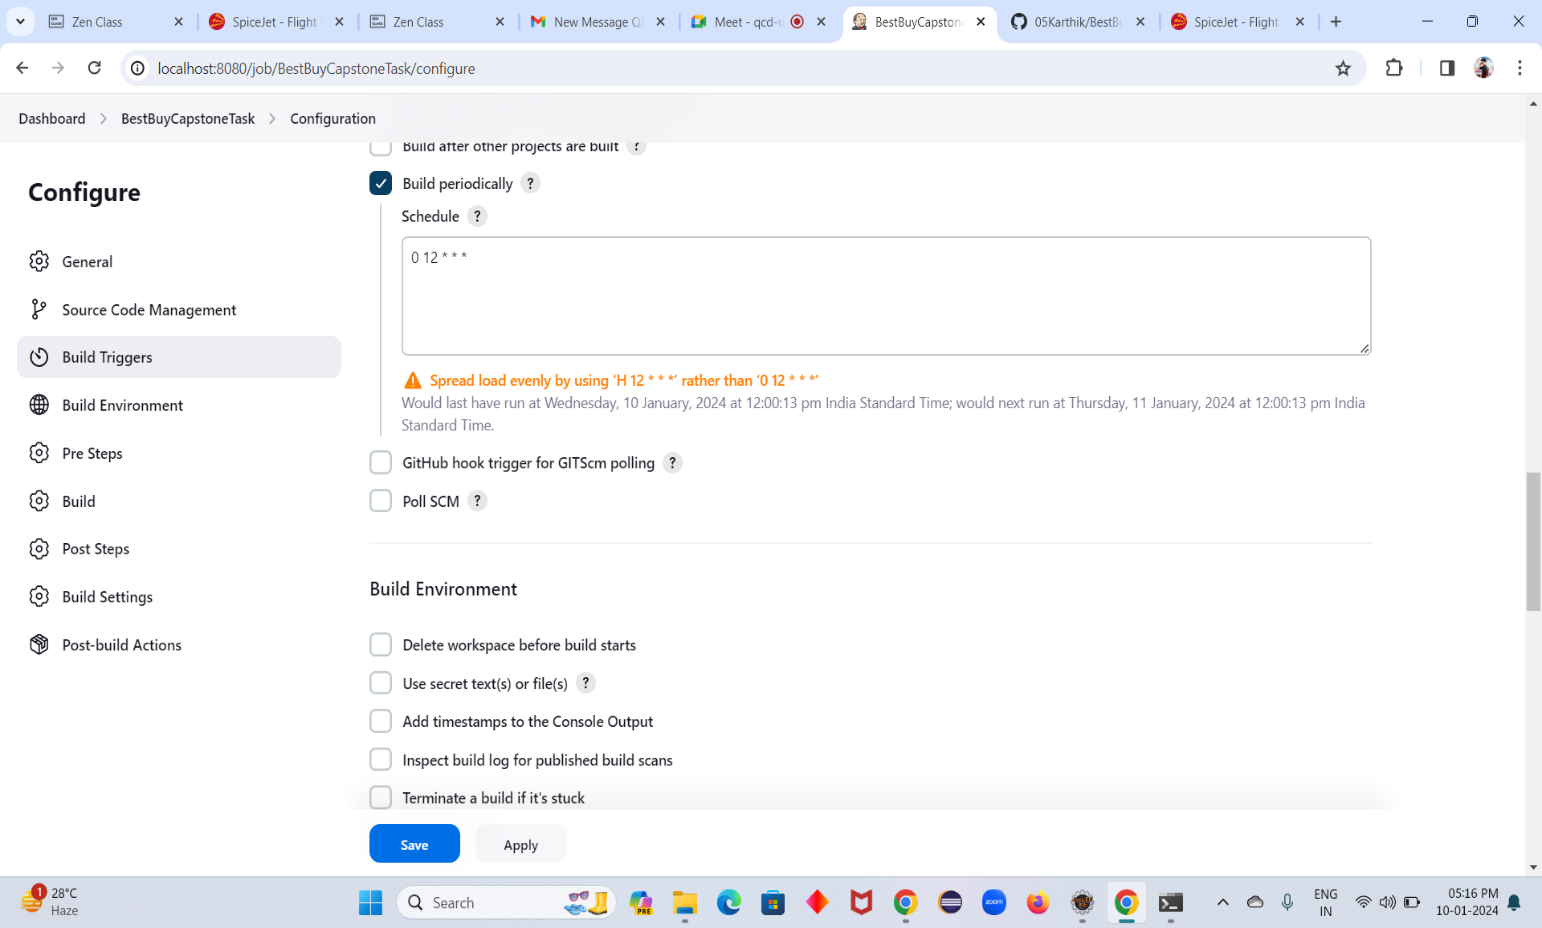 Zen Class
SpiceJet - Flight
Zen Class
New Message Q
Meet - qcd-u
BestBuyCapston
05Karthik/BestBu
SpiceJet - Flight
localhost:8080/job/BestBuyCapstoneTask/configure
Dashboard > BestBuyCapstoneTask > Configuration
Configure
General
Source Code Management
Build Triggers
Build Environment
Pre Steps
Build
Post Steps
Build Settings
Post-build Actions
Build after other projects are built ?
Build periodically ?
Schedule ?
0 12 * * *
Spread load evenly by using ‘H 12 * * *’ rather than ‘0 12 * * *’
Would last have run at Wednesday, 10 January, 2024 at 12:00:13 pm India Standard Time; would next run at Thursday, 11 January, 2024 at 12:00:13 pm India
Standard Time.
GitHub hook trigger for GITScm polling ?
Poll SCM ?
Build Environment
Delete workspace before build starts
Use secret text(s) or file(s) ?
Add timestamps to the Console Output
Inspect build log for published build scans
Terminate a build if it's stuck
Save
Apply
1
28°C
Haze
Search
PRE
zoom
ENG
IN
05:16 PM
10-01-2024